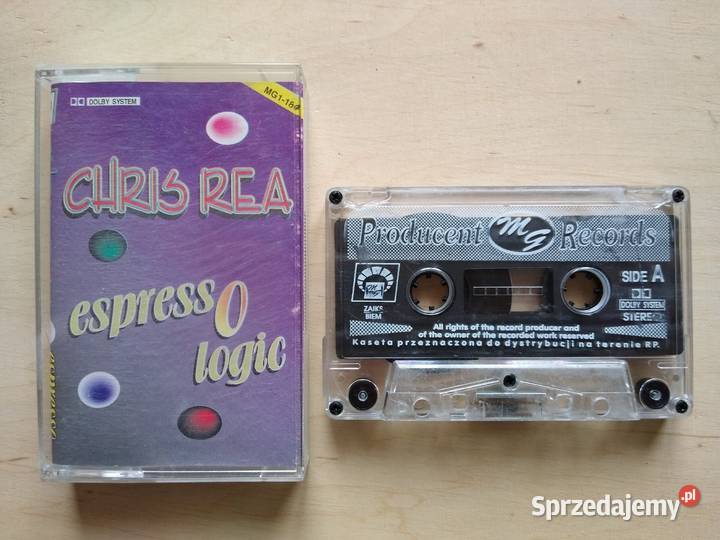 DOLBY SYSTEM
CHRIS REA
espressO
logic
Producent MG Records
SIDE A
ZAIKS
BIEM
DOLBY SYSTEM
STEREO
All rights of the record producer and
of the owner of the recorded work reserved
Kaseta przeznaczona do dystrybucji na terenie RP.
Sprzedajemy.pl